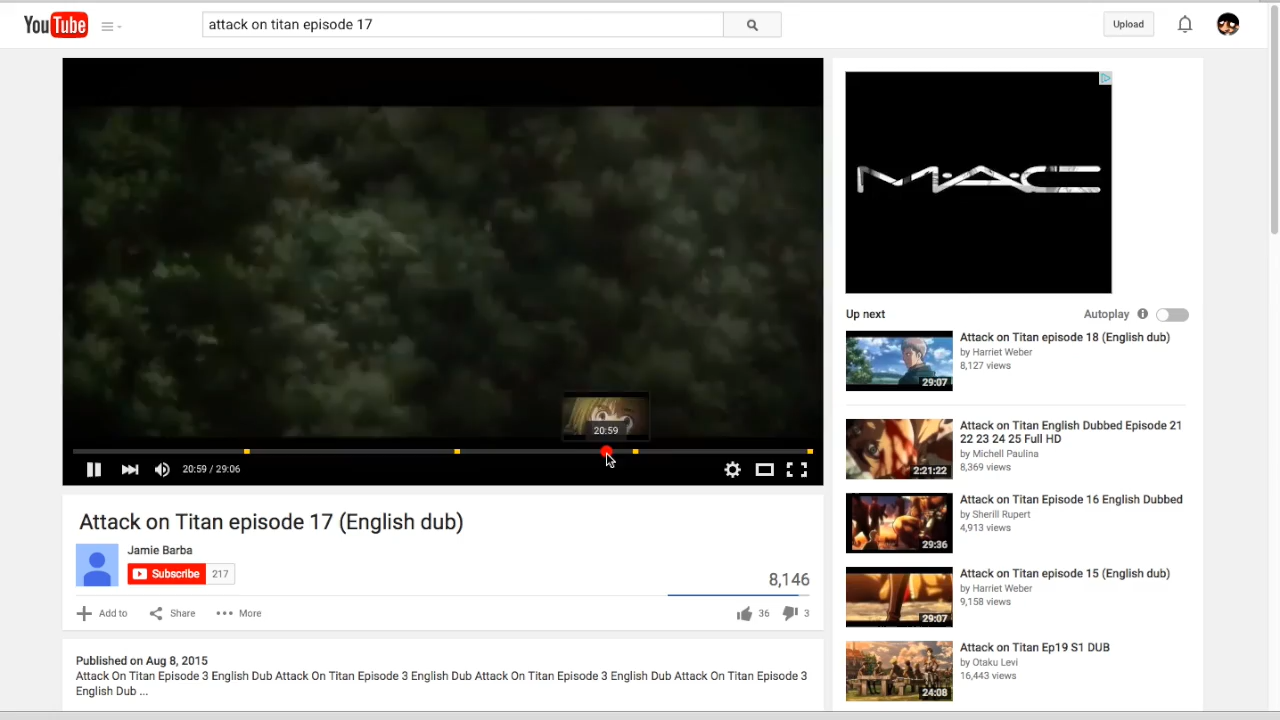 YouTube
attack on titan episode 17
Upload
MAC
20:59
20:59 / 29:06
Attack on Titan episode 17 (English dub)
Jamie Barba
Subscribe 217
8,146
Add to Share More
36 3
Published on Aug 8, 2015
Attack On Titan Episode 3 English Dub Attack On Titan Episode 3 English Dub Attack On Titan Episode 3 English Dub Attack On Titan Episode 3
English Dub ...
Up next Autoplay
Attack on Titan episode 18 (English dub)
by Harriet Weber
8,127 views
29:07
Attack on Titan English Dubbed Episode 21
22 23 24 25 Full HD
by Michell Paulina
8,369 views
2:21:22
Attack on Titan Episode 16 English Dubbed
by Sherill Rupert
4,913 views
29:36
Attack on Titan episode 15 (English dub)
by Harriet Weber
9,158 views
29:07
Attack on Titan Ep19 S1 DUB
by Otaku Levi
16,443 views
24:08